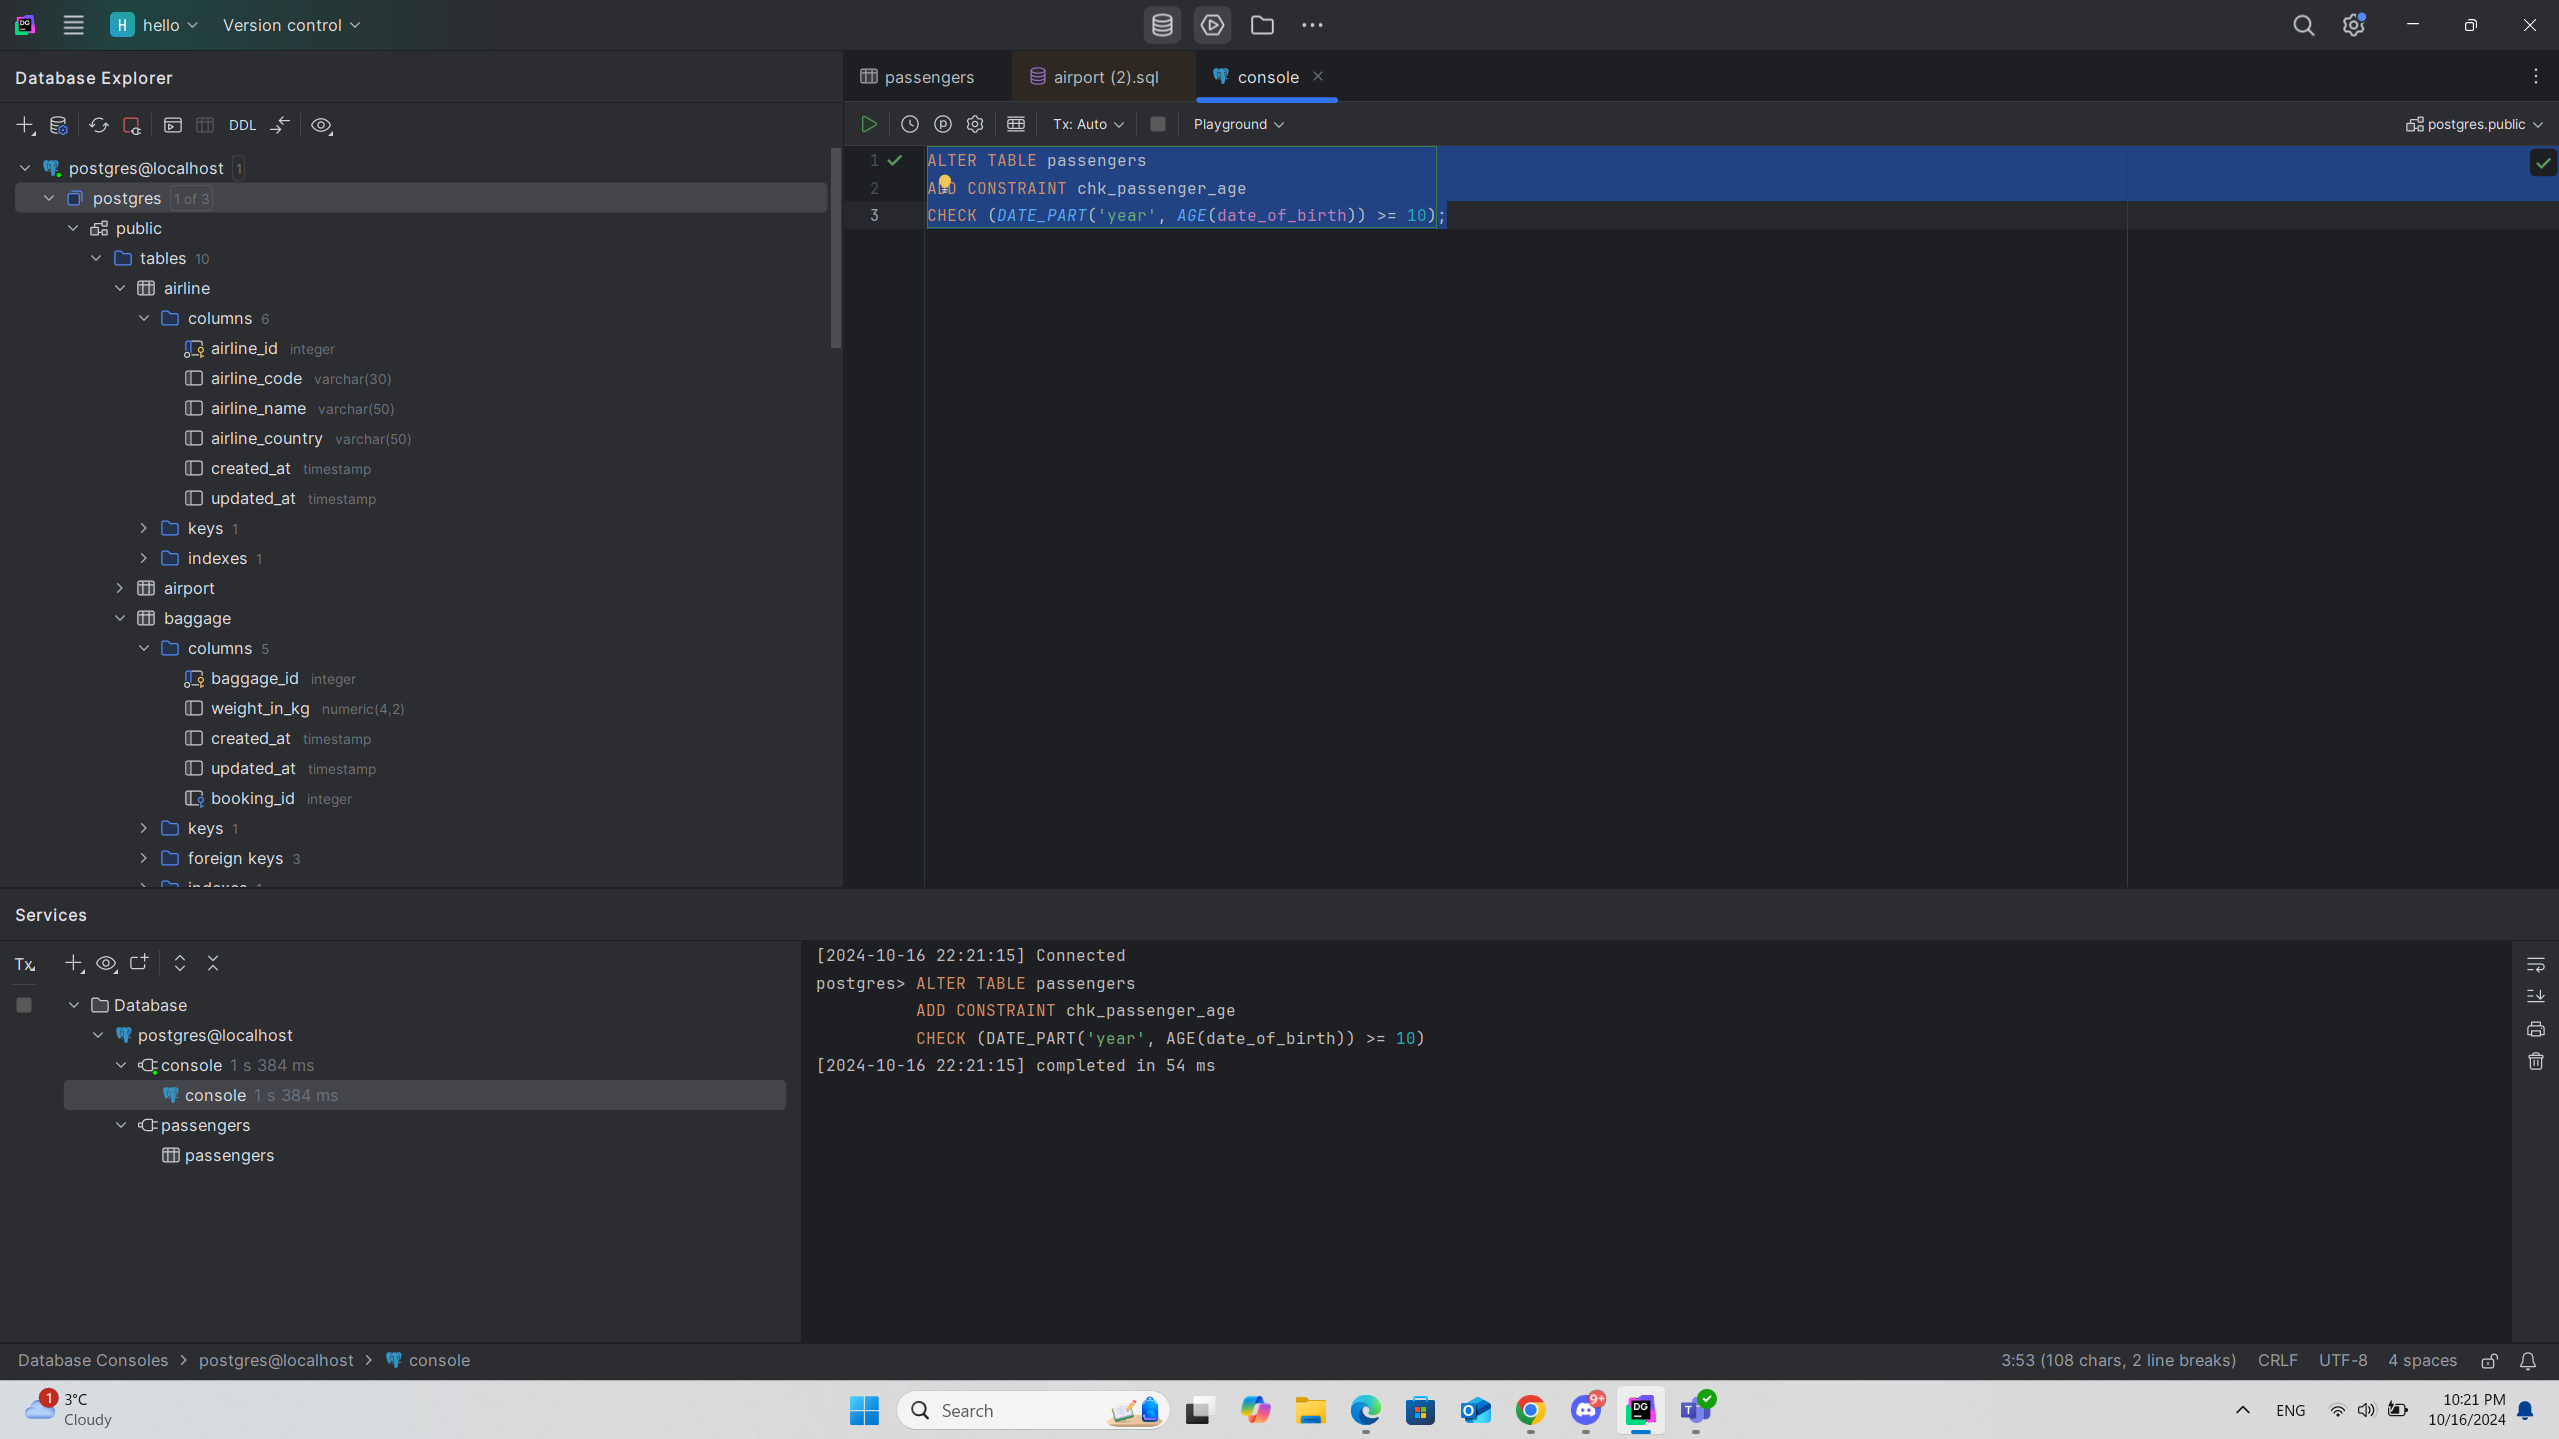 H hello Version control
Database Explorer
DDL
postgres@localhost 1
postgres 1 of 3
public
tables 10
airline
columns 6
airline_id integer
airline_code varchar(30)
airline_name varchar(50)
airline_country varchar(50)
created_at timestamp
updated_at timestamp
keys 1
indexes 1
airport
baggage
columns 5
baggage_id integer
weight_in_kg numeric(4,2)
created_at timestamp
updated_at timestamp
booking_id integer
keys 1
foreign keys 3
indexes 1
passengers airport (2).sql console
Tx: Auto Playground postgres.public
1 ALTER TABLE passengers
2 ADD CONSTRAINT chk_passenger_age
3 CHECK (DATE_PART('year', AGE(date_of_birth)) >= 10);
Services
Tx
Database
postgres@localhost
console 1 s 384 ms
console 1 s 384 ms
passengers
passengers
[2024-10-16 22:21:15] Connected
postgres> ALTER TABLE passengers
ADD CONSTRAINT chk_passenger_age
CHECK (DATE_PART('year', AGE(date_of_birth)) >= 10)
[2024-10-16 22:21:15] completed in 54 ms
Database Consoles > postgres@localhost > console
3:53 (108 chars, 2 line breaks) CRLF UTF-8 4 spaces
1 3°C
Cloudy
Search
9+
DG
T
ENG
10:21 PM
10/16/2024